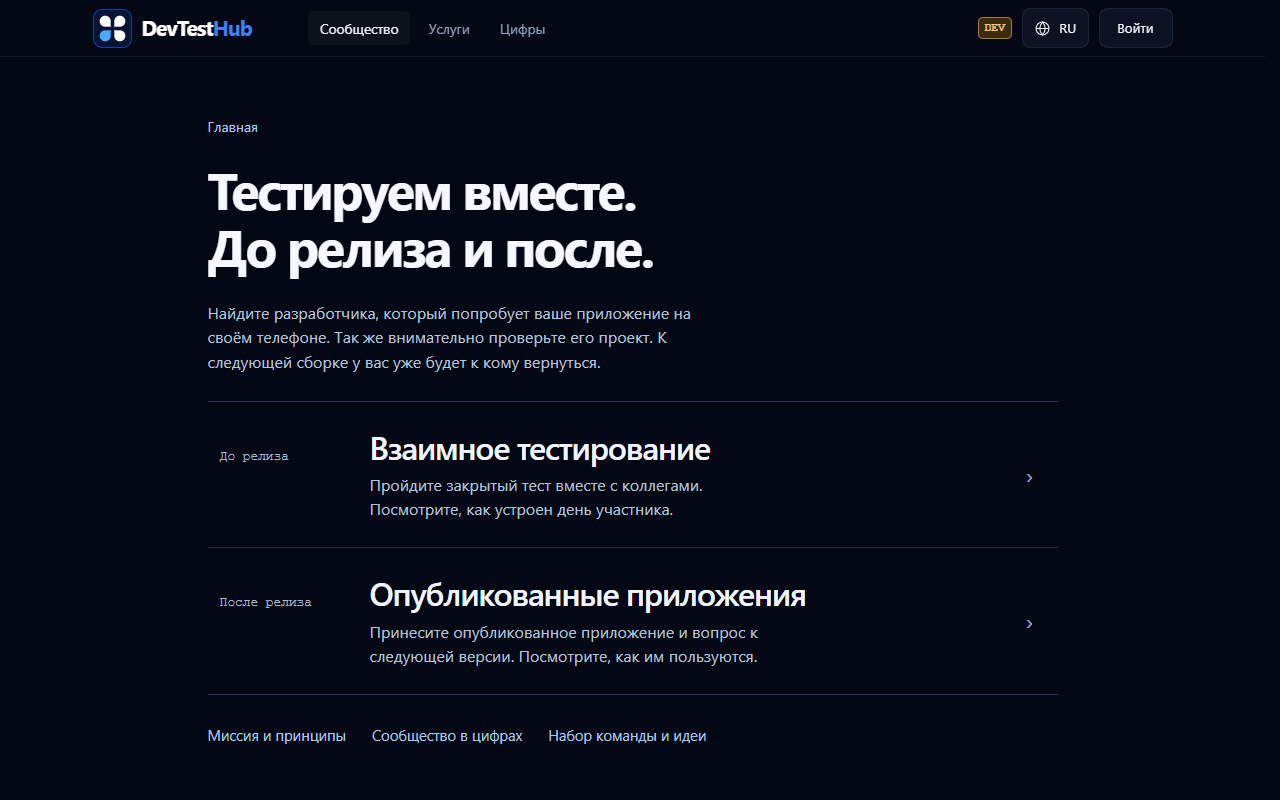 DevTestHub
Сообщество
Услуги
Цифры
DEV
RU
Войти
Главная
Тестируем вместе.
До релиза и после.
Найдите разработчика, который попробует ваше приложение на
своём телефоне. Так же внимательно проверьте его проект. К
следующей сборке у вас уже будет к кому вернуться.
До релиза
Взаимное тестирование
Пройдите закрытый тест вместе с коллегами.
Посмотрите, как устроен день участника.
›
После релиза
Опубликованные приложения
Принесите опубликованное приложение и вопрос к
следующей версии. Посмотрите, как им пользуются.
›
Миссия и принципы
Сообщество в цифрах
Набор команды и идеи